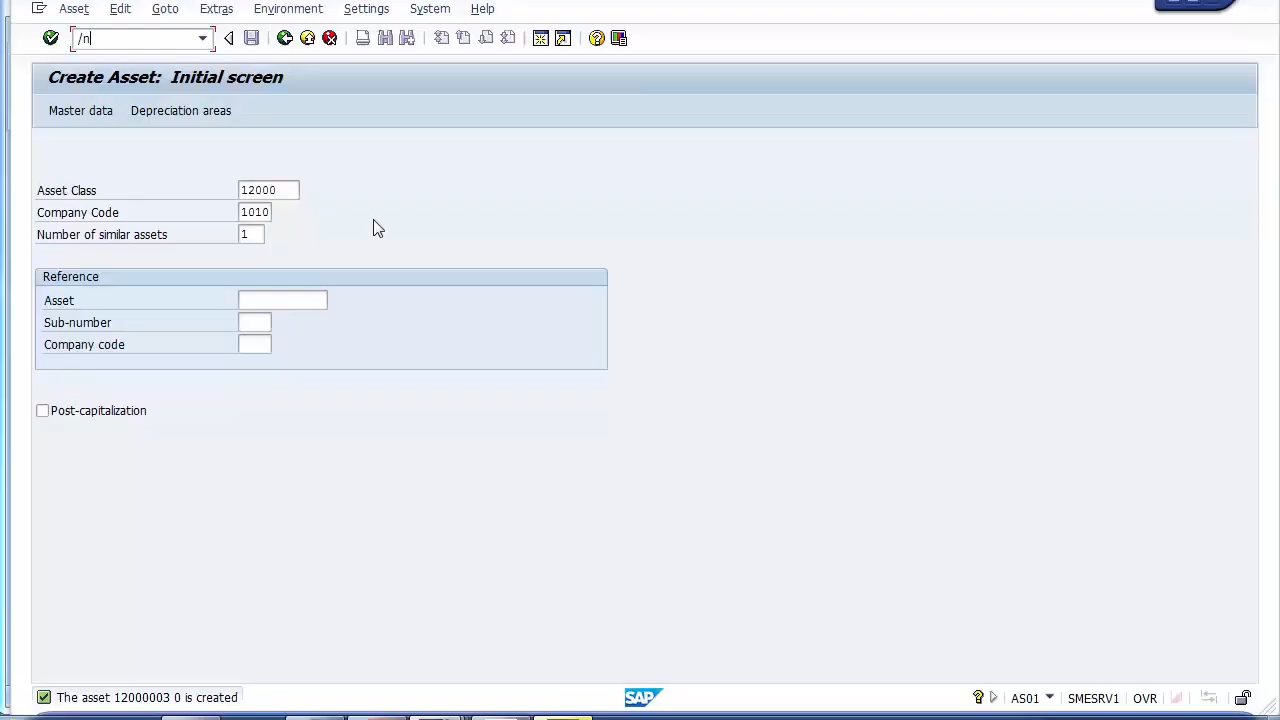 Asset Edit Goto Extras Environment Settings System Help
/n
Create Asset: Initial screen
Master data Depreciation areas
Asset Class 12000
Company Code 1010
Number of similar assets 1
Reference
Asset
Sub-number
Company code
Post-capitalization
The asset 12000003 0 is created
SAP
AS01 SMESRV1 OVR